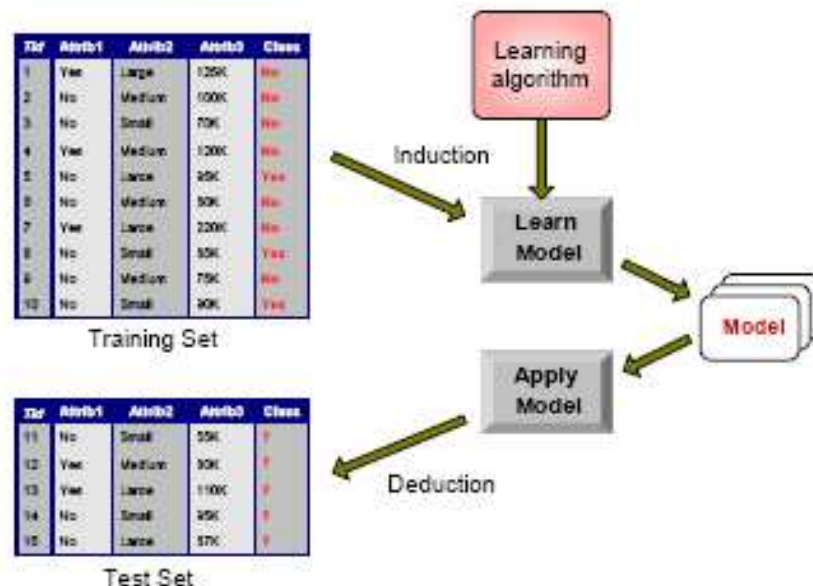 Tid Attrib1 Attrib2 Attrib3 Class
1 Yes Large 125K No
2 No Medium 100K No
3 No Small 70K No
4 Yes Medium 120K No
5 No Large 95K Yes
6 No Medium No
7 Yes Large 220K No
8 No Small Yes
9 No Medium 75K No
10 No Small 90K Yes
Training Set
Learning
algorithm
Induction
Learn
Model
Model
Apply
Model
Deduction
Tid Attrib1 Attrib2 Attrib3 Class
11 No Small 55K ?
12 Yes Medium ?
13 Yes Large 110K ?
14 No Small 95K ?
15 No Large ?
Test Set